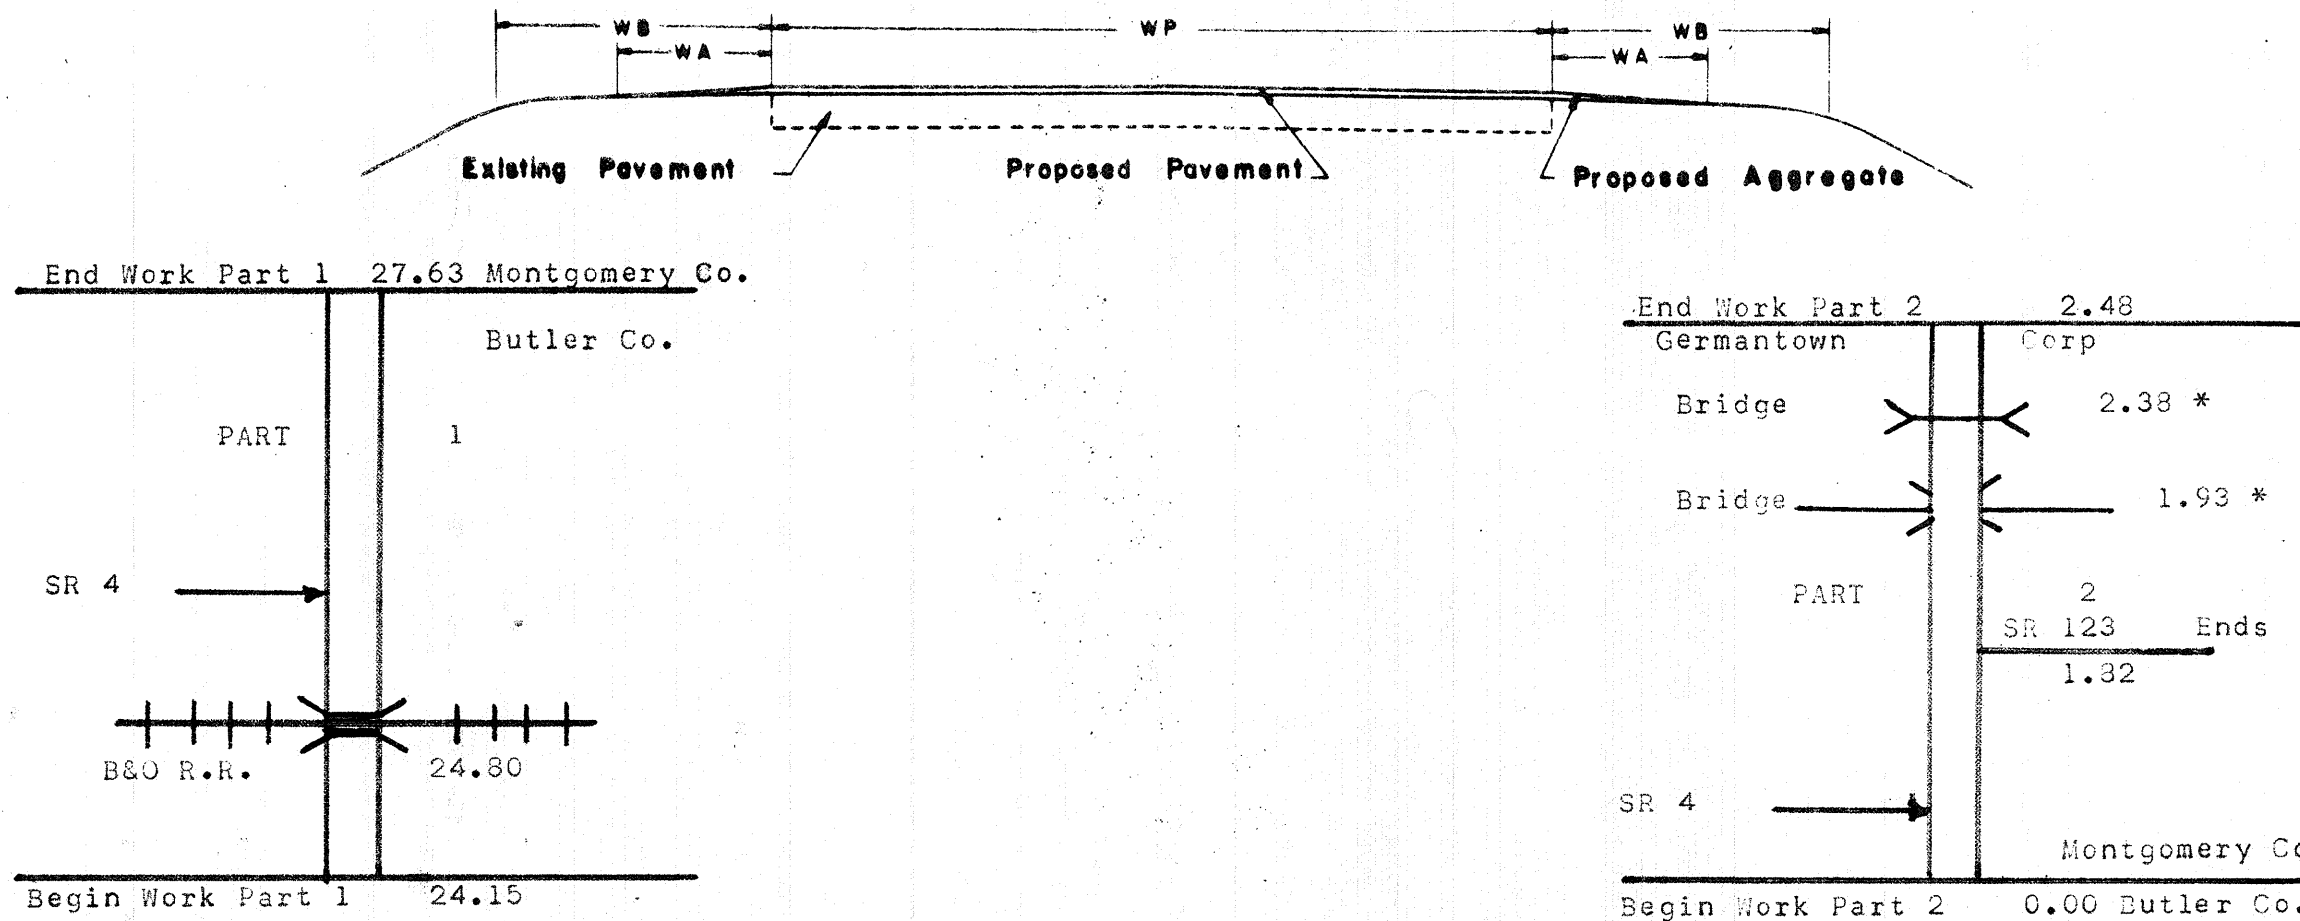 WB WP WB
WA WA
Existing Pavement Proposed Pavement Proposed Aggregate
End Work Part 1 27.63 Montgomery Co.
Butler Co.
PART 1
SR 4
B&O R.R. 24.80
Begin Work Part 1 24.15
End Work Part 2 2.48
Germantown Corp
Bridge 2.38 *
Bridge 1.93 *
PART 2
SR 123 Ends
1.82
SR 4
Montgomery Co
Begin Work Part 2 0.00 Butler Co.